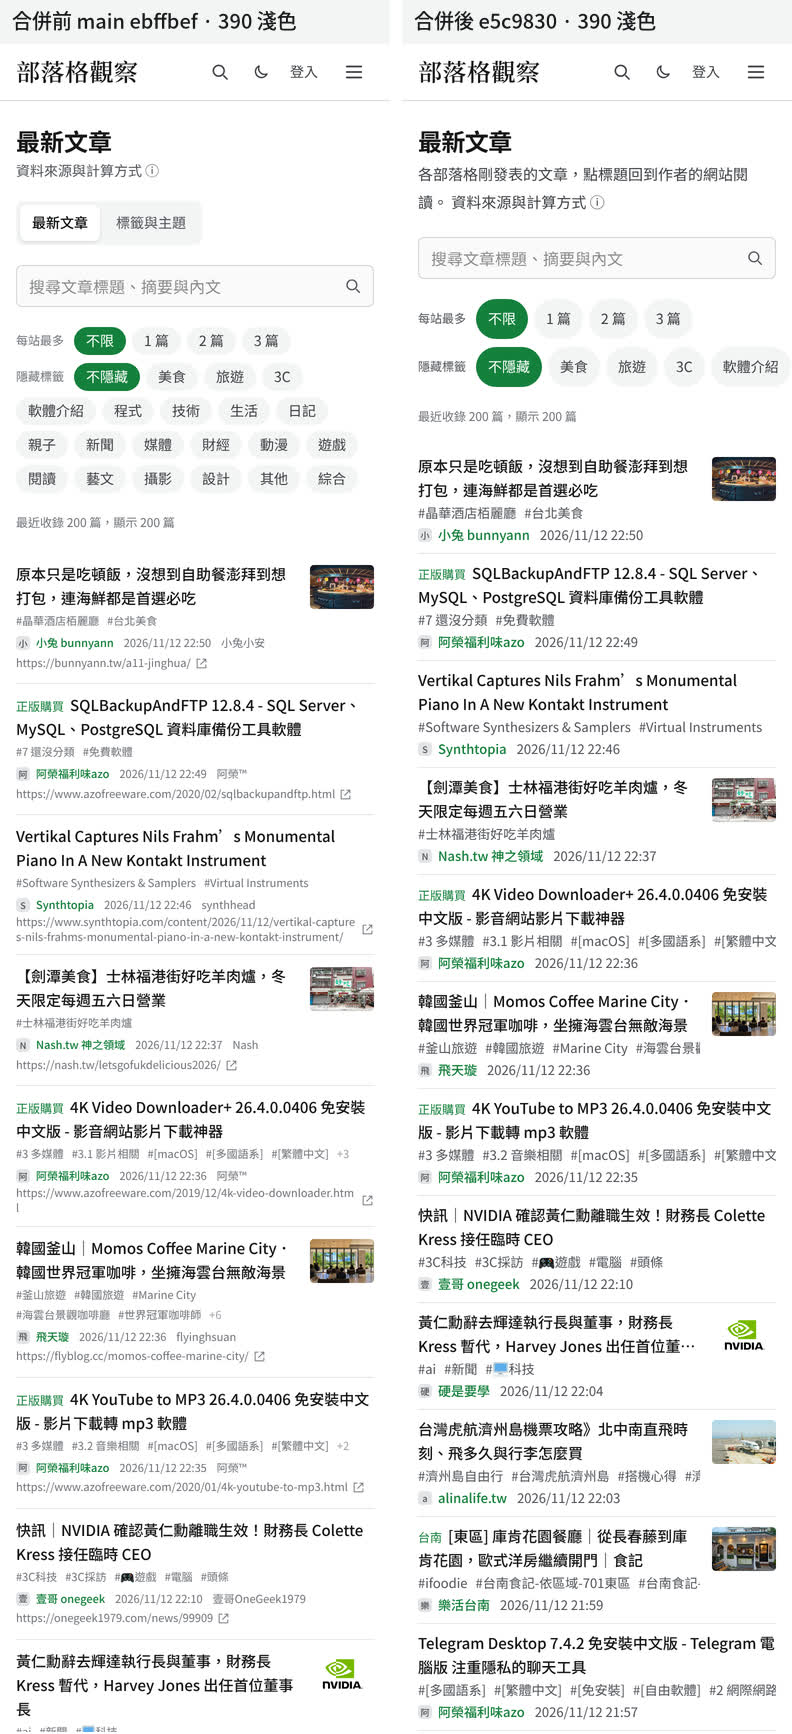 合併前 main ebffbef · 390 淺色
部落格觀察
登入
最新文章
資料來源與計算方式 ⓘ
最新文章 標籤與主題
搜尋文章標題、摘要與內文
每站最多 不限 1 篇 2 篇 3 篇
隱藏標籤 不隱藏 美食 旅遊 3C
軟體介紹 程式 技術 生活 日記
親子 新聞 媒體 財經 動漫 遊戲
閱讀 藝文 攝影 設計 其他 綜合
最近收錄 200 篇，顯示 200 篇
原本只是吃頓飯，沒想到自助餐澎拜到想
打包，連海鮮都是首選必吃
#晶華酒店栢麗廳 #台北美食
小 小兔 bunnyann 2026/11/12 22:50 小兔小安
https://bunnyann.tw/a11-jinghua/
正版購買 SQLBackupAndFTP 12.8.4 - SQL Server、
MySQL、PostgreSQL 資料庫備份工具軟體
#7 還沒分類 #免費軟體
阿 阿榮福利味azo 2026/11/12 22:49 阿榮™
https://www.azofreeware.com/2020/02/sqlbackupandftp.html
Vertikal Captures Nils Frahm’s Monumental
Piano In A New Kontakt Instrument
#Software Synthesizers & Samplers #Virtual Instruments
S Synthtopia 2026/11/12 22:46 synthhead
https://www.synthtopia.com/content/2026/11/12/vertikal-capture
s-nils-frahms-monumental-piano-in-a-new-kontakt-instrument/
【劍潭美食】士林福港街好吃羊肉爐，冬
天限定每週五六日營業
#士林福港街好吃羊肉爐
N Nash.tw 神之領域 2026/11/12 22:37 Nash
https://nash.tw/letsgofukdelicious2026/
正版購買 4K Video Downloader+ 26.4.0.0406 免安裝
中文版 - 影音網站影片下載神器
#3 多媒體 #3.1 影片相關 #[macOS] #[多國語系] #[繁體中文] +3
阿 阿榮福利味azo 2026/11/12 22:36 阿榮™
https://www.azofreeware.com/2019/12/4k-video-downloader.htm
l
韓國釜山｜Momos Coffee Marine City·
韓國世界冠軍咖啡，坐擁海雲台無敵海景
#釜山旅遊 #韓國旅遊 #Marine City
#海雲台景觀咖啡廳 #世界冠軍咖啡師 +6
飛 飛天璇 2026/11/12 22:36 flyinghsuan
https://flyblog.cc/momos-coffee-marine-city/
正版購買 4K YouTube to MP3 26.4.0.0406 免安裝中文
版 - 影片下載轉 mp3 軟體
#3 多媒體 #3.2 音樂相關 #[macOS] #[多國語系] #[繁體中文] +2
阿 阿榮福利味azo 2026/11/12 22:35 阿榮™
https://www.azofreeware.com/2020/01/4k-youtube-to-mp3.html
快訊｜NVIDIA 確認黃仁勳離職生效！財務長 Colette
Kress 接任臨時 CEO
#3C科技 #3C採訪 #🎮遊戲 #電腦 #頭條
壹 壹哥 onegeek 2026/11/12 22:10 壹哥OneGeek1979
https://onegeek1979.com/news/99909
黃仁勳辭去輝達執行長與董事，財務長
Kress 暫代，Harvey Jones 出任首位董事
長
NVIDIA
#ai #新聞 #科技
合併後 e5c9830 · 390 淺色
部落格觀察
登入
最新文章
各部落格剛發表的文章，點標題回到作者的網站閱
讀。 資料來源與計算方式 ⓘ
搜尋文章標題、摘要與內文
每站最多 不限 1 篇 2 篇 3 篇
隱藏標籤 不隱藏 美食 旅遊 3C 軟體介紹
最近收錄 200 篇，顯示 200 篇
原本只是吃頓飯，沒想到自助餐澎拜到想
打包，連海鮮都是首選必吃
#晶華酒店栢麗廳 #台北美食
小 小兔 bunnyann 2026/11/12 22:50
正版購買 SQLBackupAndFTP 12.8.4 - SQL Server、
MySQL、PostgreSQL 資料庫備份工具軟體
#7 還沒分類 #免費軟體
阿 阿榮福利味azo 2026/11/12 22:49
Vertikal Captures Nils Frahm’s Monumental
Piano In A New Kontakt Instrument
#Software Synthesizers & Samplers #Virtual Instruments
S Synthtopia 2026/11/12 22:46
【劍潭美食】士林福港街好吃羊肉爐，冬
天限定每週五六日營業
#士林福港街好吃羊肉爐
N Nash.tw 神之領域 2026/11/12 22:37
正版購買 4K Video Downloader+ 26.4.0.0406 免安裝
中文版 - 影音網站影片下載神器
#3 多媒體 #3.1 影片相關 #[macOS] #[多國語系] #[繁體中文
阿 阿榮福利味azo 2026/11/12 22:36
韓國釜山｜Momos Coffee Marine City·
韓國世界冠軍咖啡，坐擁海雲台無敵海景
#釜山旅遊 #韓國旅遊 #Marine City #海雲台景
飛 飛天璇 2026/11/12 22:36
正版購買 4K YouTube to MP3 26.4.0.0406 免安裝中文
版 - 影片下載轉 mp3 軟體
#3 多媒體 #3.2 音樂相關 #[macOS] #[多國語系] #[繁體中文
阿 阿榮福利味azo 2026/11/12 22:35
快訊｜NVIDIA 確認黃仁勳離職生效！財務長 Colette
Kress 接任臨時 CEO
#3C科技 #3C採訪 #🎮遊戲 #電腦 #頭條
壹 壹哥 onegeek 2026/11/12 22:10
黃仁勳辭去輝達執行長與董事，財務長
Kress 暫代，Harvey Jones 出任首位董…
NVIDIA
#ai #新聞 #🖥️科技
硬 硬是要學 2026/11/12 22:04
台灣虎航濟州島機票攻略》北中南直飛時
刻、飛多久與行李怎麼買
#濟州島自由行 #台灣虎航濟州島 #搭機心得
a alinalife.tw 2026/11/12 22:03
台南 [東區] 庫肯花園餐廳｜從長春藤到庫
肯花園，歐式洋房繼續開門｜食記
#ifoodie #台南食記-依區域-701東區 #台南食記-
樂 樂活台南 2026/11/12 21:59
Telegram Desktop 7.4.2 免安裝中文版 - Telegram 電
腦版 注重隱私的聊天工具
#[多國語系] #[繁體中文] #[免安裝] #[自由軟體] #2 網際網路
阿 阿榮福利味azo 2026/11/12 21:57